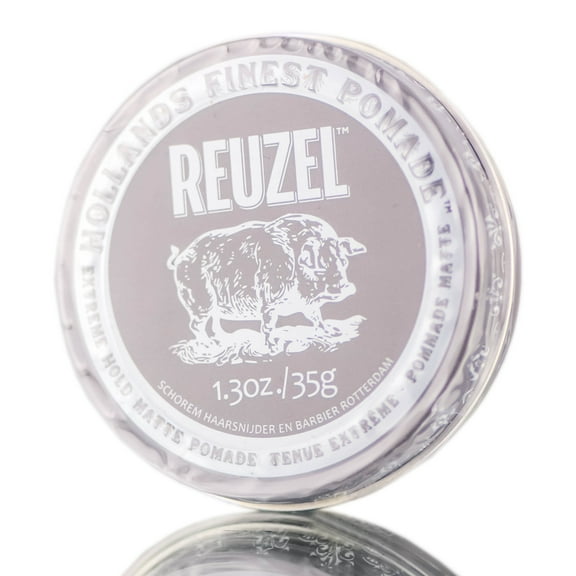 HOLLANDS FINEST POMADE™
REUZEL™
1.3oz./35g
SCHOREM HAARSNIJDER EN BARBIER ROTTERDAM
EXTREME HOLD MATTE POMADE TENUE EXTRÊME · POMMADE MATTE